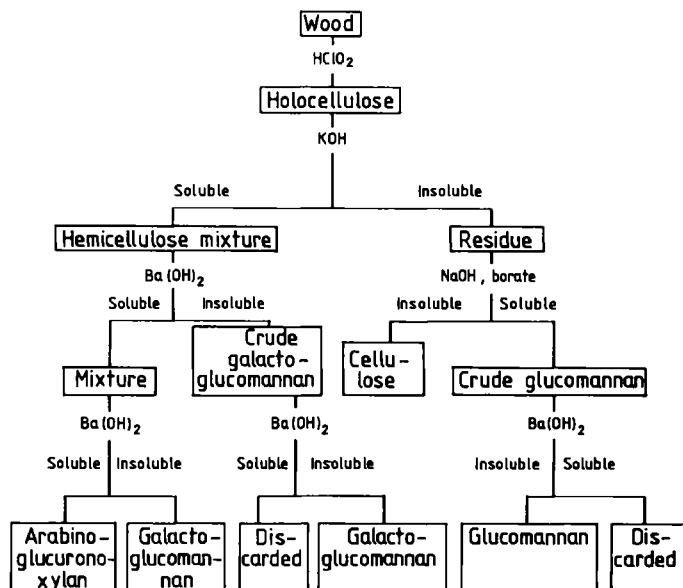 Wood
HClO₂
Holocellulose
KOH
Soluble Insoluble
Hemicellulose mixture Residue
Ba(OH)₂ NaOH, borate
Soluble Insoluble Insoluble Soluble
Crude
galacto-
glucomannan
Cellu-
lose
Mixture
Crude glucomannan
Ba(OH)₂ Ba(OH)₂ Ba(OH)₂
Soluble Insoluble Soluble Insoluble Insoluble Soluble
Arabino-
glucurono-
xylan
Galacto-
glucoman-
nan
Dis-
carded
Galacto-
glucomannan
Glucomannan
Dis-
carded